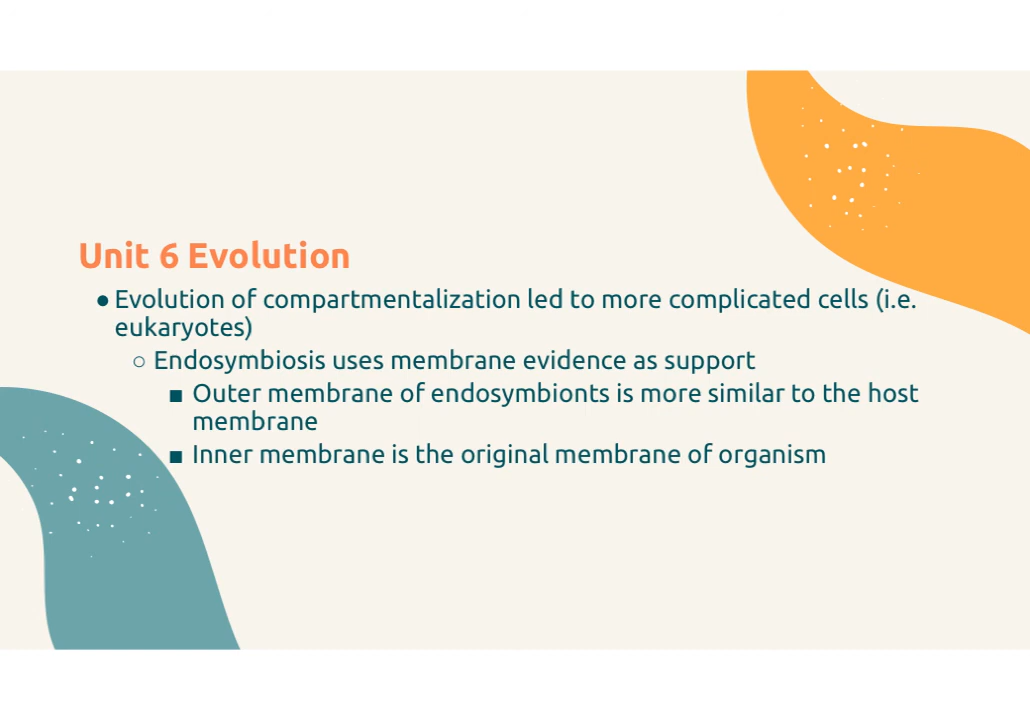 Unit 6 Evolution
● Evolution of compartmentalization led to more complicated cells (i.e.
eukaryotes)
○ Endosymbiosis uses membrane evidence as support
■ Outer membrane of endosymbionts is more similar to the host
membrane
■ Inner membrane is the original membrane of organism